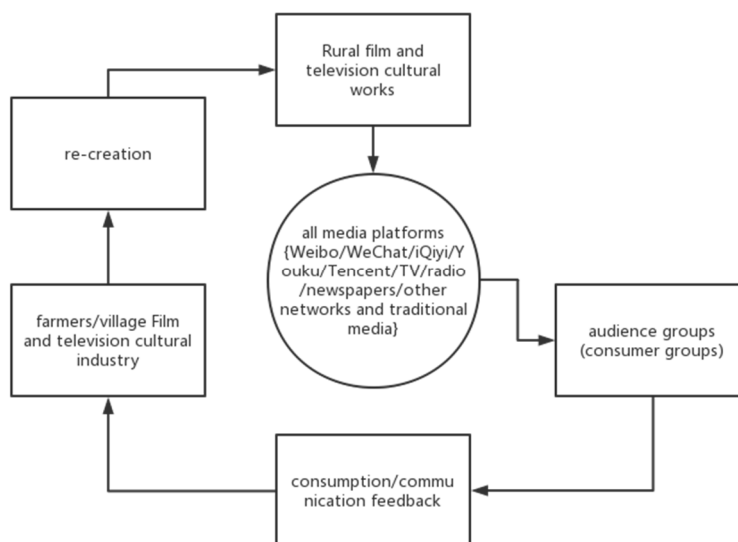 Rural film and
television cultural
works
re-creation
all media platforms
{Weibo/WeChat/iQiyi/Y
ouku/Tencent/TV/radio
/newspapers/other
networks and traditional
media}
farmers/village Film
and television cultural
industry
audience groups
(consumer groups)
consumption/commu
nication feedback